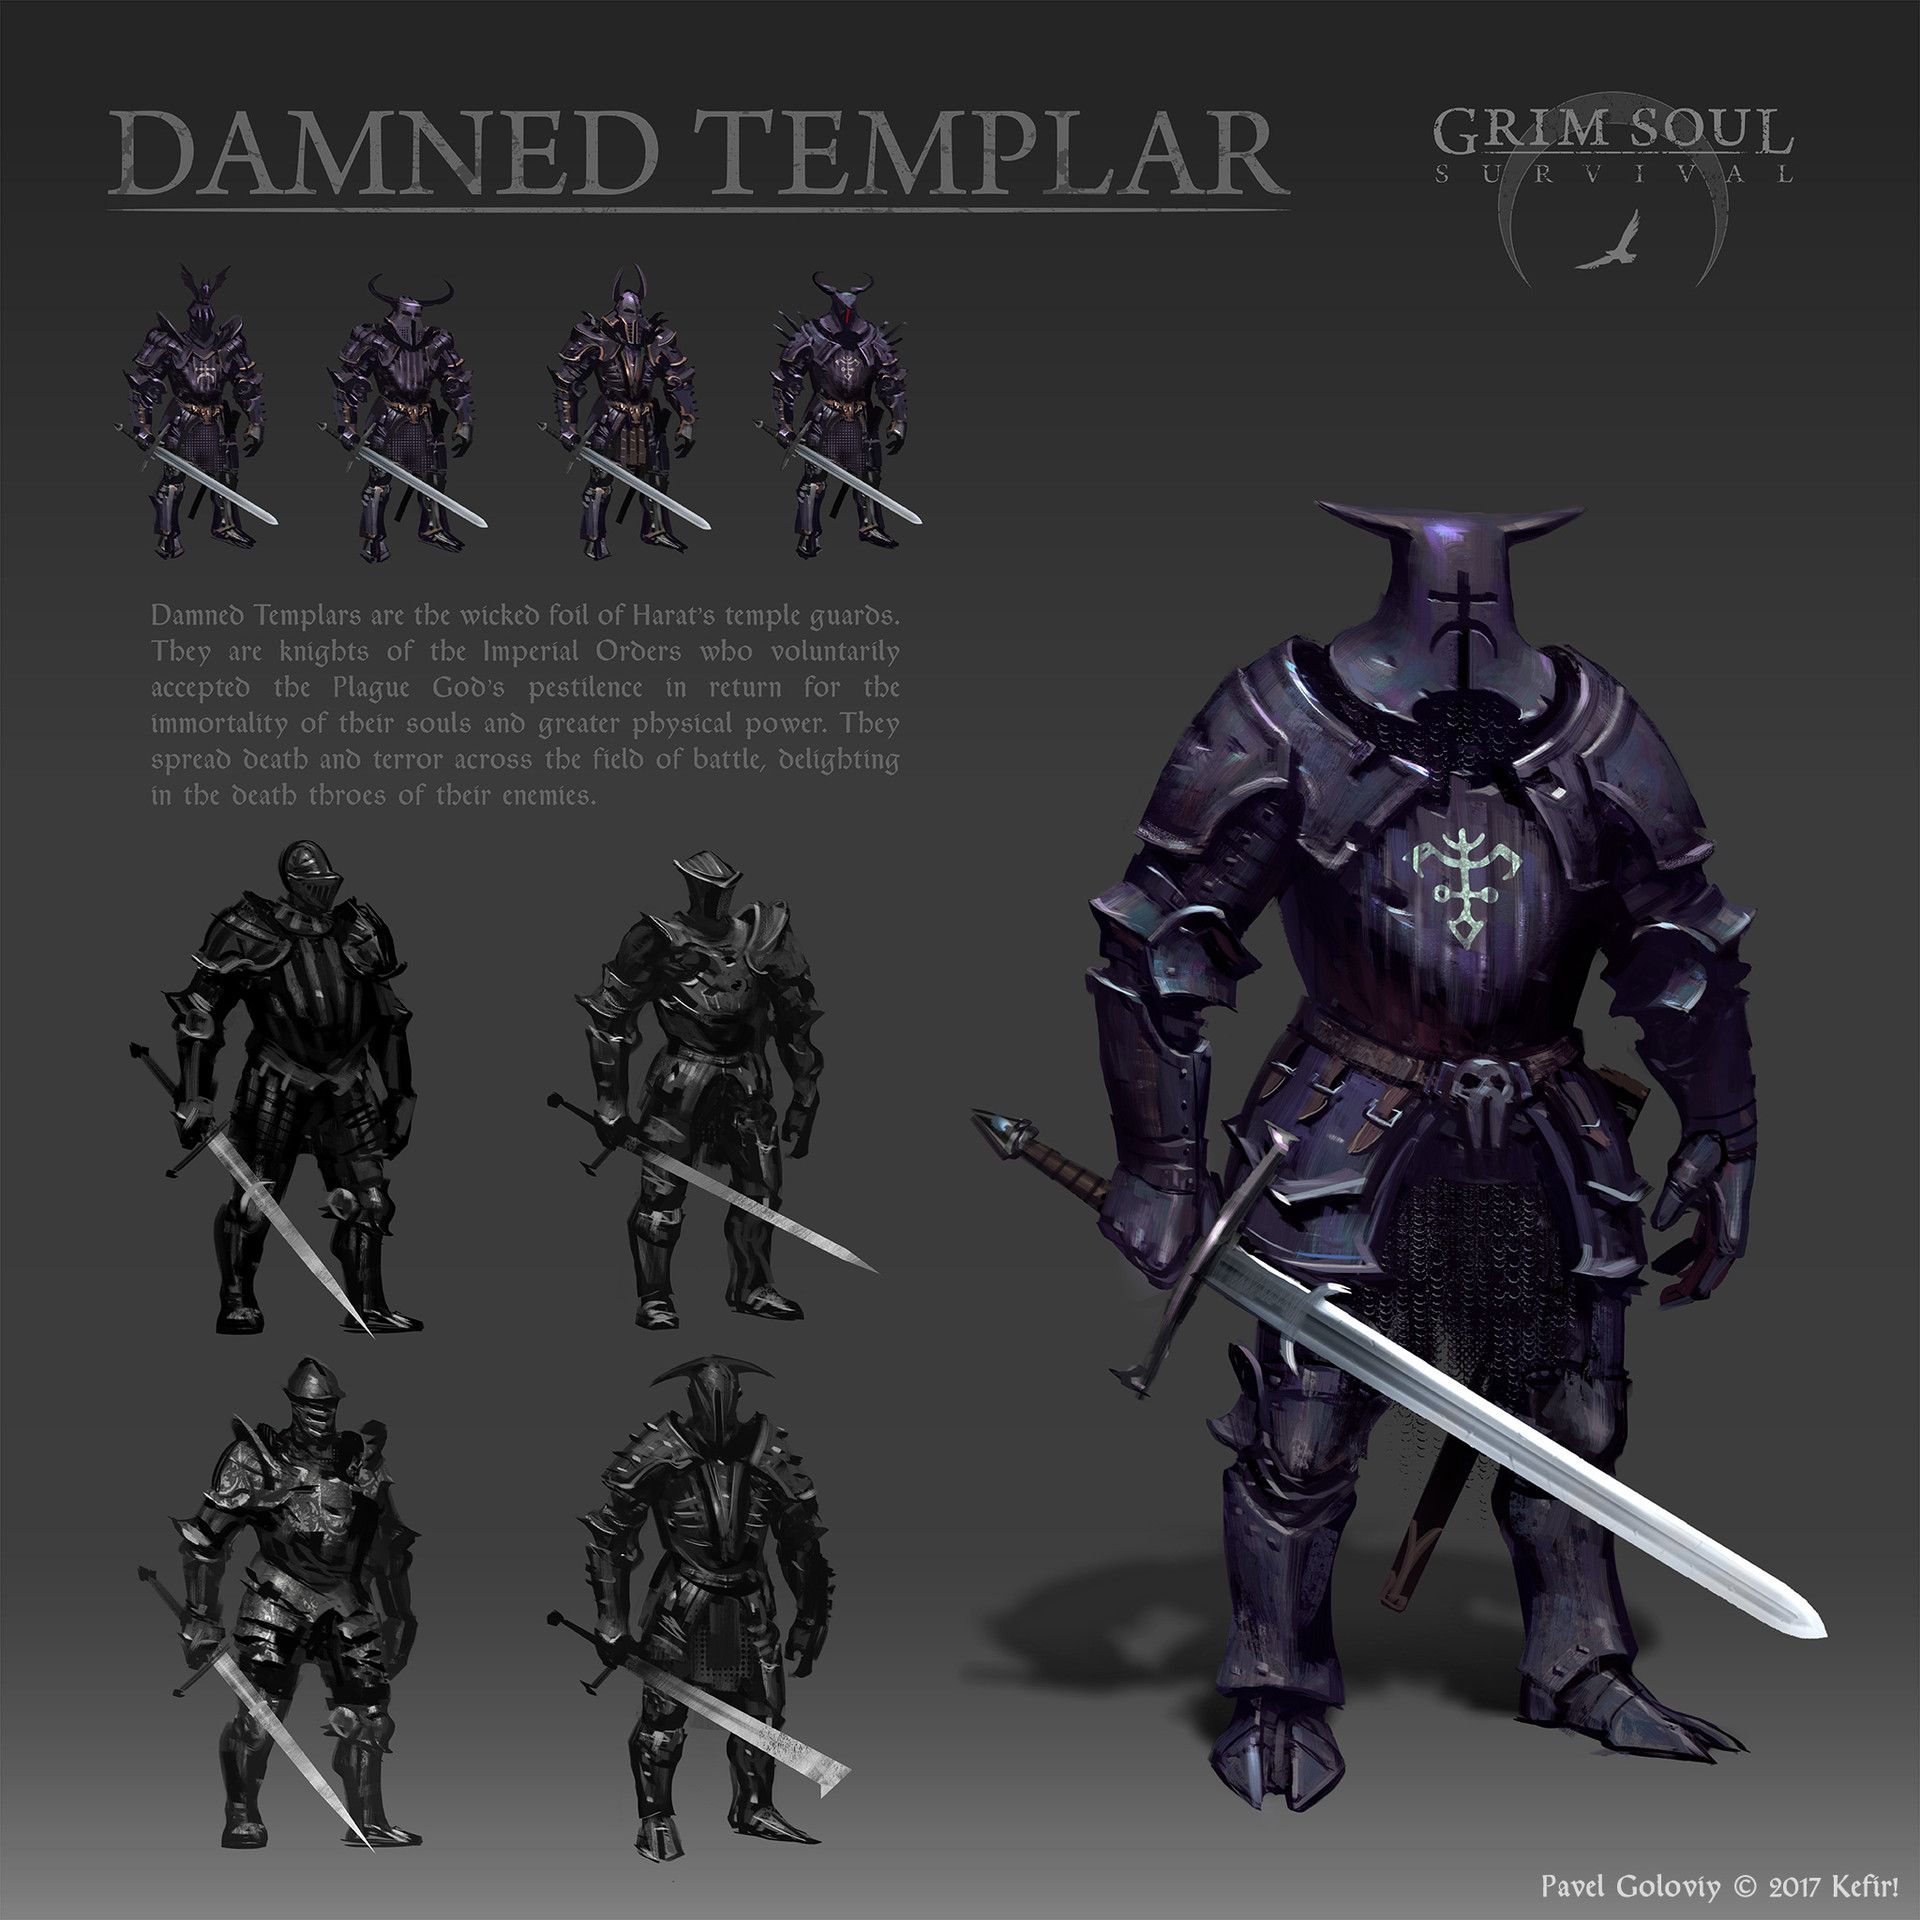 DAMNED TEMPLAR
GRIM SOUL
SURVIVAL
Damned Templars are the wicked foil of Harat's temple guards.
They are knights of the Imperial Orders who voluntarily
accepted the Plague God's pestilence in return for the
immortality of their souls and greater physical power. They
spread death and terror across the field of battle, delighting
in the death throes of their enemies.
Pavel Goloviy © 2017 Kefir!